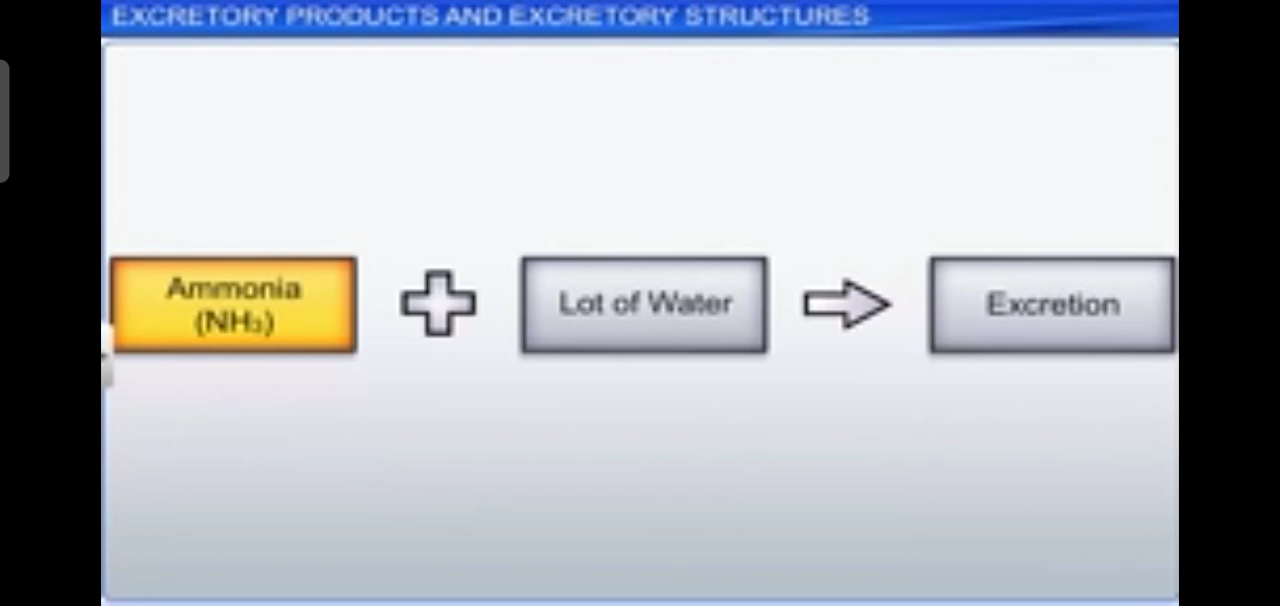 EXCRETORY PRODUCTS AND EXCRETORY STRUCTURES
Ammonia
(NH₃)
Lot of Water
Excretion